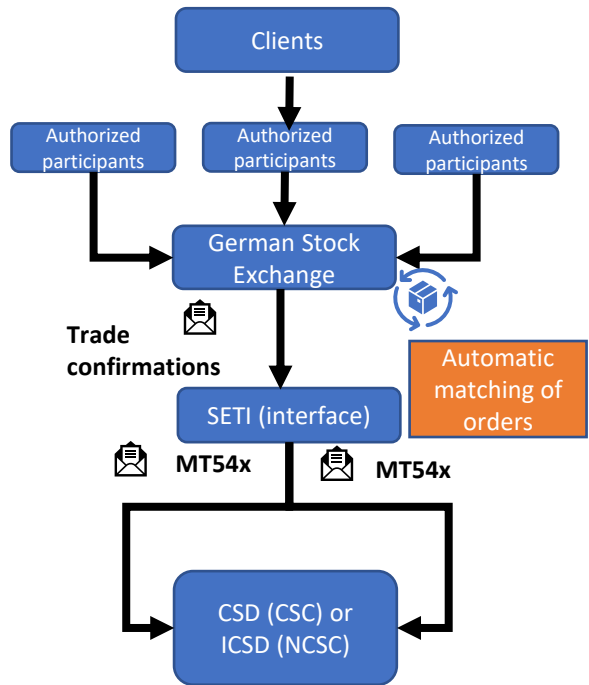 Clients
Authorized
participants
Authorized
participants
Authorized
participants
German Stock
Exchange
Trade
confirmations
Automatic
matching of
orders
SETI (interface)
MT54x
MT54x
CSD (CSC) or
ICSD (NCSC)